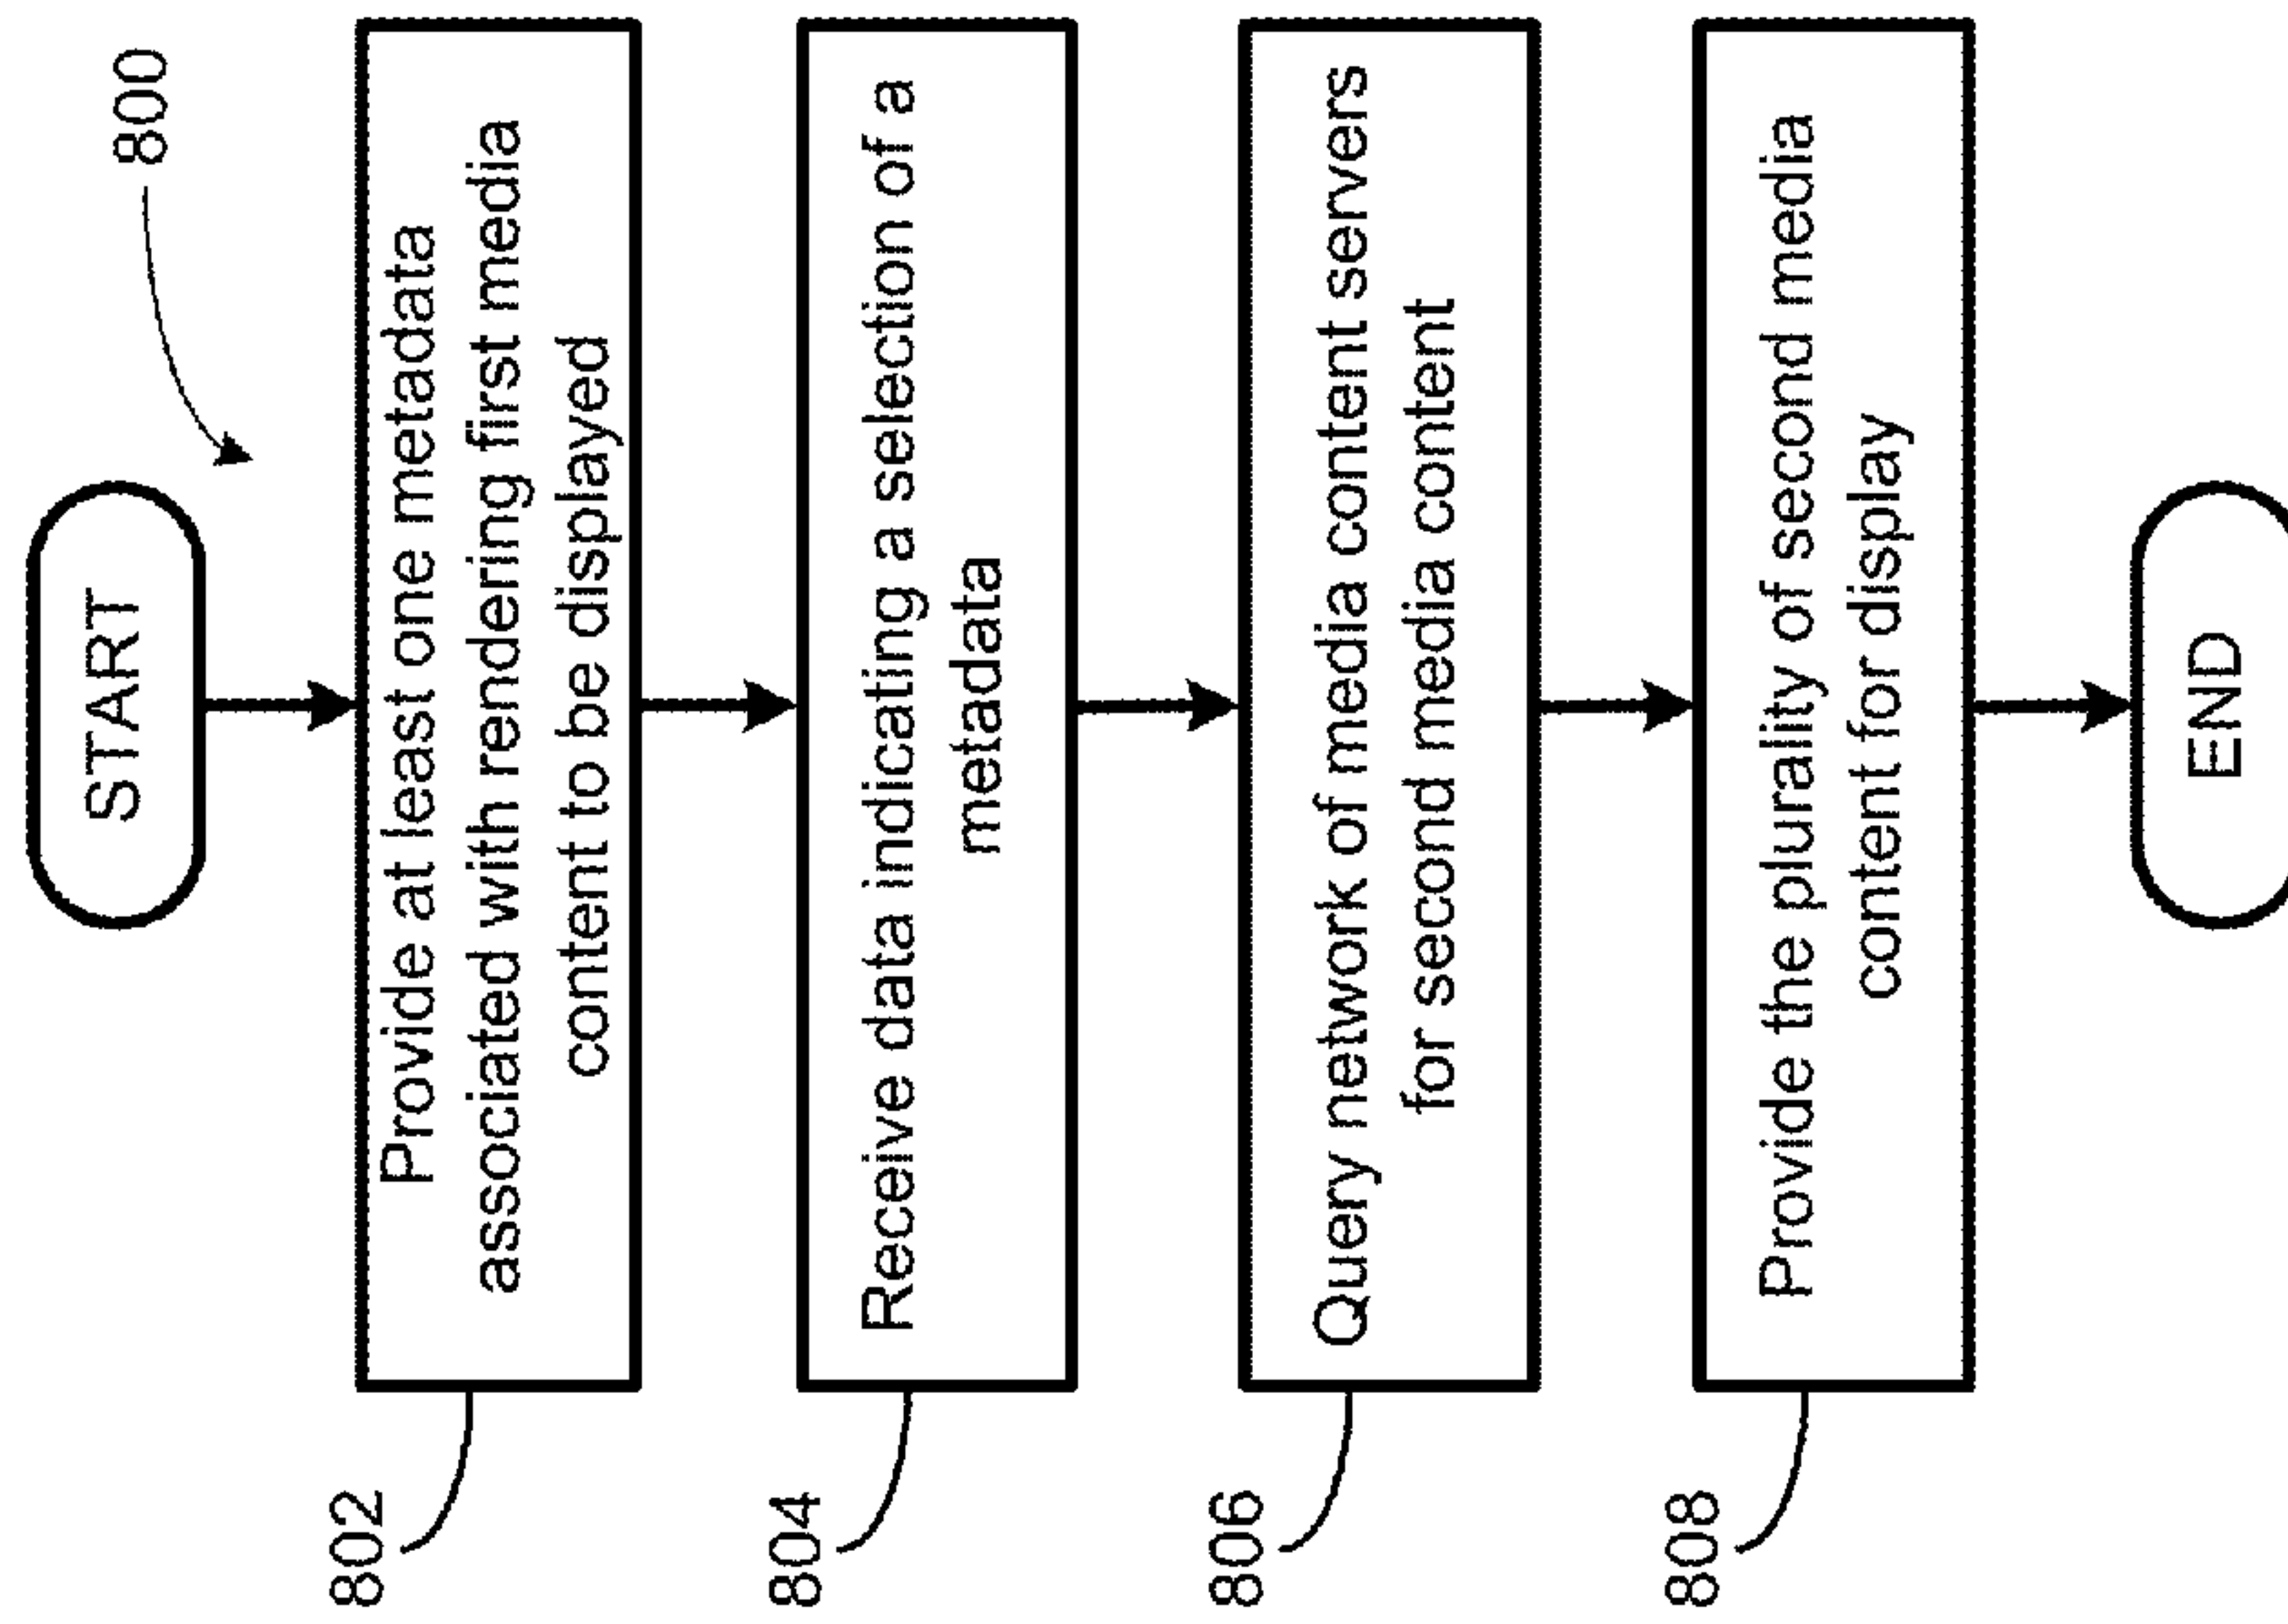 800
START
802
Provide at least one metadata
associated with rendering first media
content to be displayed
804
Receive data indicating a selection of a
metadata
806
Query network of media content servers
for second media content
808
Provide the plurality of second media
content for display
END